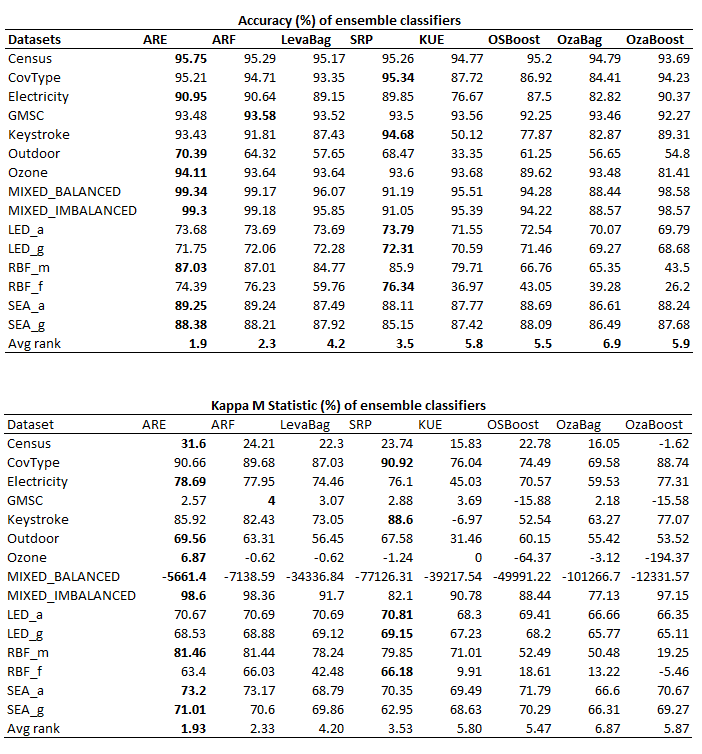 Accuracy (%) of ensemble classifiers
Datasets ARE ARF LevaBag SRP KUE OSBoost OzaBag OzaBoost
Census 95.75 95.29 95.17 95.26 94.77 95.2 94.79 93.69
CovType 95.21 94.71 93.35 95.34 87.72 86.92 84.41 94.23
Electricity 90.95 90.64 89.15 89.85 76.67 87.5 82.82 90.37
GMSC 93.48 93.58 93.52 93.5 93.56 92.25 93.46 92.27
Keystroke 93.43 91.81 87.43 94.68 50.12 77.87 82.87 89.31
Outdoor 70.39 64.32 57.65 68.47 33.35 61.25 56.65 54.8
Ozone 94.11 93.64 93.64 93.6 93.68 89.62 93.48 81.41
MIXED_BALANCED 99.34 99.17 96.07 91.19 95.51 94.28 88.44 98.58
MIXED_IMBALANCED 99.3 99.18 95.85 91.05 95.39 94.22 88.57 98.57
LED_a 73.68 73.69 73.69 73.79 71.55 72.54 70.07 69.79
LED_g 71.75 72.06 72.28 72.31 70.59 71.46 69.27 68.68
RBF_m 87.03 87.01 84.77 85.9 79.71 66.76 65.35 43.5
RBF_f 74.39 76.23 59.76 76.34 36.97 43.05 39.28 26.2
SEA_a 89.25 89.24 87.49 88.11 87.77 88.69 86.61 88.24
SEA_g 88.38 88.21 87.92 85.15 87.42 88.09 86.49 87.68
Avg rank 1.9 2.3 4.2 3.5 5.8 5.5 6.9 5.9
Kappa M Statistic (%) of ensemble classifiers
Dataset ARE ARF LevaBag SRP KUE OSBoost OzaBag OzaBoost
Census 31.6 24.21 22.3 23.74 15.83 22.78 16.05 -1.62
CovType 90.66 89.68 87.03 90.92 76.04 74.49 69.58 88.74
Electricity 78.69 77.95 74.46 76.1 45.03 70.57 59.53 77.31
GMSC 2.57 4 3.07 2.88 3.69 -15.88 2.18 -15.58
Keystroke 85.92 82.43 73.05 88.6 -6.97 52.54 63.27 77.07
Outdoor 69.56 63.31 56.45 67.58 31.46 60.15 55.42 53.52
Ozone 6.87 -0.62 -0.62 -1.24 0 -64.37 -3.12 -194.37
MIXED_BALANCED -5661.4 -7138.59 -34336.84 -77126.31 -39217.54 -49991.22 -101266.7 -12331.57
MIXED_IMBALANCED 98.6 98.36 91.7 82.1 90.78 88.44 77.13 97.15
LED_a 70.67 70.69 70.69 70.81 68.3 69.41 66.66 66.35
LED_g 68.53 68.88 69.12 69.15 67.23 68.2 65.77 65.11
RBF_m 81.46 81.44 78.24 79.85 71.01 52.49 50.48 19.25
RBF_f 63.4 66.03 42.48 66.18 9.91 18.61 13.22 -5.46
SEA_a 73.2 73.17 68.79 70.35 69.49 71.79 66.6 70.67
SEA_g 71.01 70.6 69.86 62.95 68.63 70.29 66.31 69.27
Avg rank 1.93 2.33 4.20 3.53 5.80 5.47 6.87 5.87